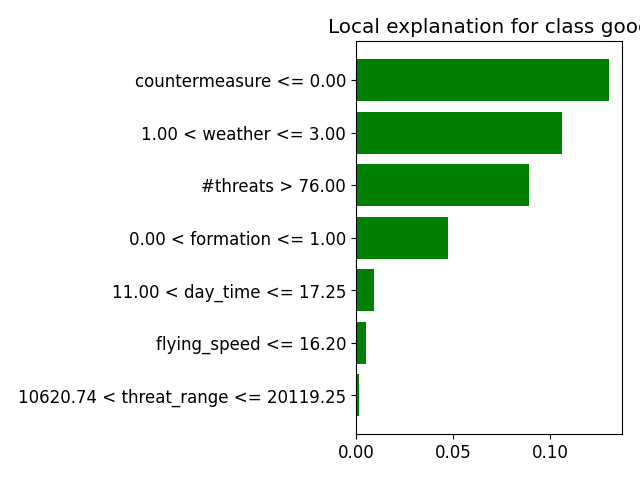 Local explanation for class goo
countermeasure <= 0.00
1.00 < weather <= 3.00
#threats > 76.00
0.00 < formation <= 1.00
11.00 < day_time <= 17.25
flying_speed <= 16.20
10620.74 < threat_range <= 20119.25
0.00 0.05 0.10